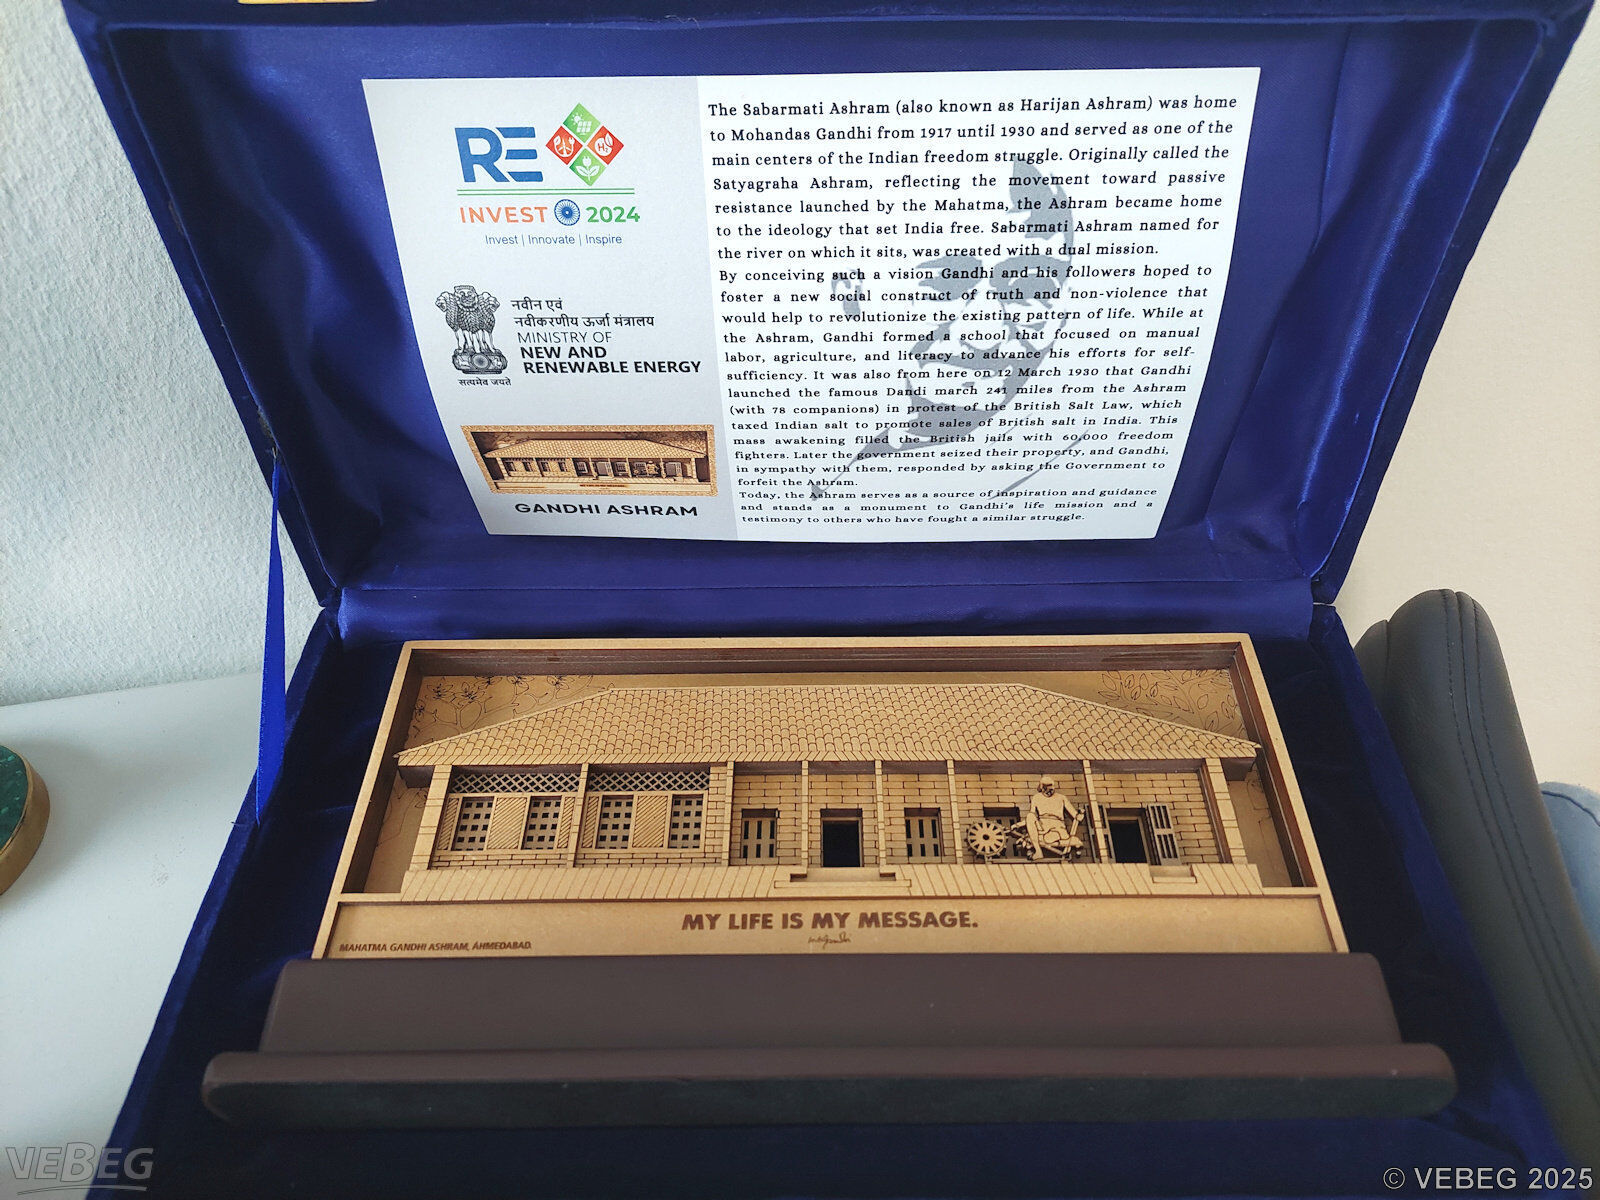 RE
INVEST 2024
Invest | Innovate | Inspire
नवीन एवं
नवीकरणीय ऊर्जा मंत्रालय
MINISTRY OF
NEW AND
RENEWABLE ENERGY
सत्यमेव जयते
GANDHI ASHRAM
The Sabarmati Ashram (also known as Harijan Ashram) was home
to Mohandas Gandhi from 1917 until 1930 and served as one of the
main centers of the Indian freedom struggle. Originally called the
Satyagraha Ashram, reflecting the movement toward passive
resistance launched by the Mahatma, the Ashram became home
to the ideology that set India free. Sabarmati Ashram named for
the river on which it sits, was created with a dual mission.
By conceiving such a vision Gandhi and his followers hoped to
foster a new social construct of truth and non-violence that
would help to revolutionize the existing pattern of life. While at
the Ashram, Gandhi formed a school that focused on manual
labor, agriculture, and literacy to advance his efforts for self-
sufficiency. It was also from here on 12 March 1930 that Gandhi
launched the famous Dandi march 241 miles from the Ashram
(with 78 companions) in protest of the British Salt Law, which
taxed Indian salt to promote sales of British salt in India. This
mass awakening filled the British jails with 60,000 freedom
fighters. Later the government seized their property, and Gandhi,
in sympathy with them, responded by asking the Government to
forfeit the Ashram.
Today, the Ashram serves as a source of inspiration and guidance
and stands as a monument to Gandhi's life mission and a
testimony to others who have fought a similar struggle.
MY LIFE IS MY MESSAGE.
MAHATMA GANDHI ASHRAM, AHMEDABAD.
VEBEG
© VEBEG 2025